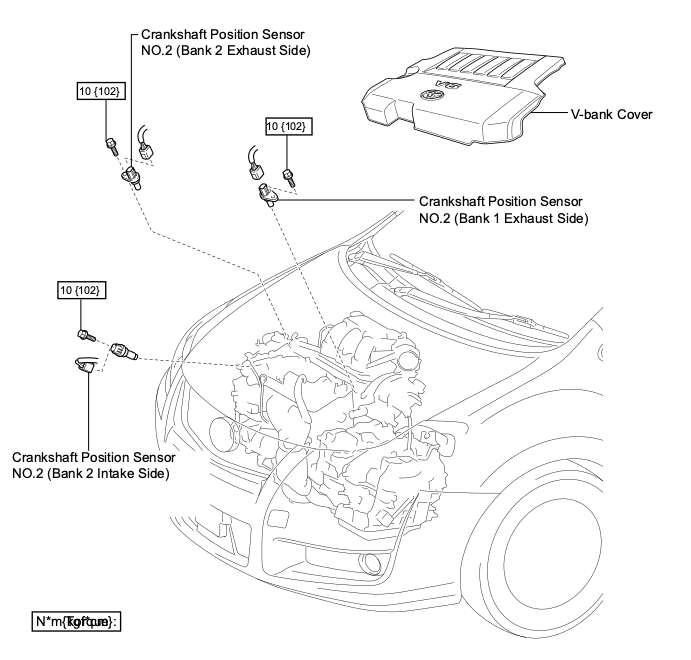 Crankshaft Position Sensor
NO.2 (Bank 2 Exhaust Side)
10 {102}
10 {102}
V6
V-bank Cover
Crankshaft Position Sensor
NO.2 (Bank 1 Exhaust Side)
10 {102}
Crankshaft Position Sensor
NO.2 (Bank 2 Intake Side)
N*m{